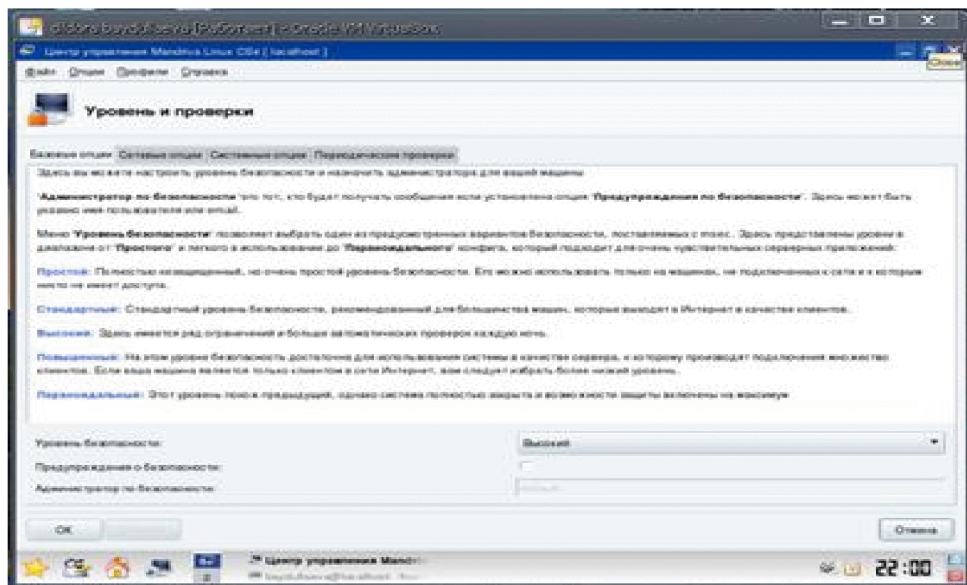 [Работает] - Oracle VM VirtualBox
Центр управления Mandriva Linux CS4 [ localhost ]
Close
Файл Опции Профили Справка
Уровень и проверки
Базовые опции Сетевые опции Системные опции Периодические проверки
Здесь вы можете настроить уровень безопасности и назначить администратора для вашей машины
'Администратор по безопасности' это тот, кто будет получать сообщения если установлена опция 'Предупреждения по безопасности'. Здесь может быть
указано имя пользователя или email.
Меню 'Уровень безопасности' позволяет выбрать один из предусмотренных вариантов безопасности, поставляемых с msec. Здесь представлены уровни в
диапазоне от 'Простого' и легкого в использовании до 'Параноидального' конфига, который подходит для очень чувствительных серверных приложений:
Простой: Полностью незащищенный, но очень простой уровень безопасности. Его можно использовать только на машинах, не подключенных к сети и к которым
никто не имеет доступа.
Стандартный: Стандартный уровень безопасности, рекомендованный для большинства машин, которые выходят в Интернет в качестве клиентов.
Высокий: Здесь имеется ряд ограничений и больше автоматических проверок каждую ночь.
Повышенный: На этом уровне безопасность достаточна для использования системы в качестве сервера, к которому производят подключения множество
клиентов. Если ваша машина является только клиентом в сети Интернет, вам следует избрать более низкий уровень.
Параноидальный: Этот уровень похож предыдущий, однако система полностью закрыта и возможности защиты включены на максимум
Уровень безопасности:
Высокий
Предупреждения о безопасности:
Администратор по безопасности:
OK
Отмена
Центр управления Mandriv
22:00